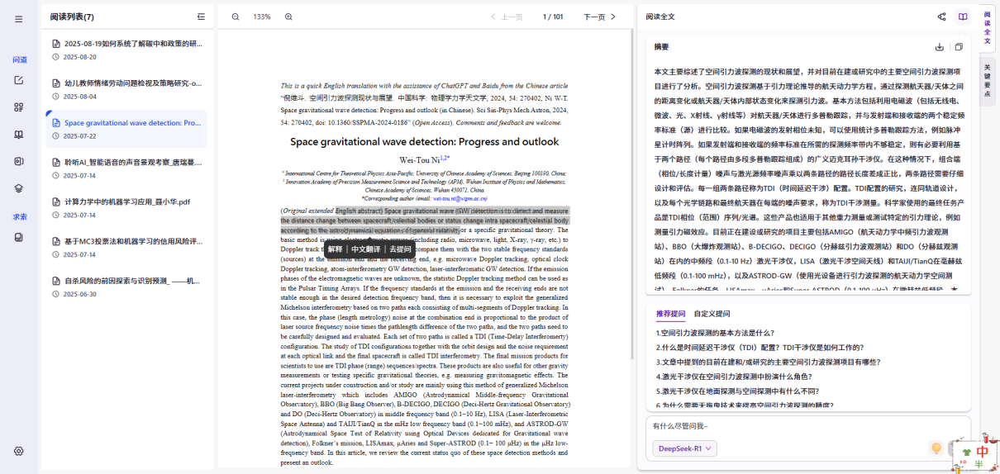 阅读列表(7)
2025-08-19如何系统了解碳中和政策的研...
2025-08-20
幼儿教师情绪劳动问题检视及策略研究-o...
2025-08-04
Space gravitational wave detection: Pro...
2025-07-22
聆听AI_智能语音的声音景观考察_唐瑞蔓....
2025-07-14
计算力学中的机器学习应用_聂小华.pdf
2025-07-14
基于MC3投票法和机器学习的信用风险评...
2025-07-14
自杀风险的前因探索与识别预测_ ——机...
2025-06-30
问道
求索
133%
上一页
1 / 101
下一页
This is a quick English translation with the assistance of ChatGPT and Baidu from the Chinese article
“倪维斗. 空间引力波探测现状与展望. 中国科学: 物理学力学天文学, 2024, 54: 270402, Ni W-T.
Space gravitational wave detection: Progress and outlook (in Chinese). Sci Sin-Phys Mech Astron, 2024,
54: 270402, doi: 10.1360/SSPMA-2024-0186” (Open Access). Comments and feedback are welcome.
Space gravitational wave detection: Progress and outlook
Wei-Tou Ni1,2*
1 International Centre for Theoretical Physics Asia-Pacific, University of Chinese Academy of Sciences, Beijing 100190, China;
2 Innovation Academy of Precision Measurement Science and Technology (APM), Wuhan Institute of Physics and Mathematics,
Chinese Academy of Sciences, Wuhan 430071, China
*Corresponding author (email: wei-tou.ni@wipm.ac.cn)
(Original extended English abstract) Space gravitational wave (GW) detection is to detect and measure
the distance change between spacecraft/celestial bodies or status change intra spacecraft/celestial body
according to the astrodynamical equations of general relativity or a specific gravitational theory. The
basic method is using electromagnetic waves (including radio, microwave, light, X-ray, γ-ray, etc.) to
Doppler track t
compare them with the two stable frequency standards
解释 | 中文翻译 | 去提问
(sources) at the emission end and the receiving end, e.g. microwave Doppler tracking, optical clock
Doppler tracking, atom-interferometry GW detection, laser-interferometric GW detection. If the emission
phases of the electromagnetic waves are unknown, the statistic Doppler tracking method can be used as
in the Pulsar Timing Arrays. If the frequency standards at the emission and the receiving ends are not
stable enough in the desired detection frequency band, then it is necessary to exploit the generalized
Michelson interferometry based on two paths each consisting of multi-segments of Doppler tracking. In
this case, the phase (length metrology) noise at the combination end is proportional to the product of
laser source frequency noise times the pathlength difference of the two paths, and the two paths need to
be carefully designed and evaluated. Each set of two paths is called a TDI (Time-Delay Interferomerty)
configuration. The study of TDI configurations together with the orbit design and the noise requirement
at each optical link and the final spacecraft is called TDI interferometry. The final mission products for
scientists to use are TDI phase (range) sequences/spectra. These products are also useful for other gravity
measurements or testing specific gravitational theories, e.g. measuring gravitomagnetic effects. The
current projects under construction and/or study are mainly using this method of generalized Michelson
laser-interferometry which includes AMIGO (Astrodynamical Middle-frequency Gravitational
Observatory), BBO (Big Bang Observer), B-DECIGO, DECIGO (Deci-Hertz Gravitational Observatory)
and DO (Deci-Hertz Observatory) in middle frequency band (0.1−10 Hz), LISA (Laser-Interferometric
Space Antenna) and TAIJI/TianQ in the mHz low frequency band (0.1−100 mHz), and ASTROD-GW
(Astrodynamical Space Test of Relativity using Optical Devices dedicated for Gravitational wave
detection), Folkner’s mission, LISAmax, μAries and Super-ASTROD (0.1− 100 μHz) in the μHz low-
frequency band. In this article, we review the current status quo of these space detection methods and
present an outlook.
阅读全文
摘要
本文主要综述了空间引力波探测的现状和展望，并对目前在建或研究中的主要空间引力波探测项
目进行了分析。空间引力波探测基于引力理论推导的航天动力学方程，通过探测航天器/天体之间
的距离变化或航天器/天体内部状态变化来探测引力波。基本方法包括利用电磁波（包括无线电、
微波、光、X射线、γ射线等）对航天器/天体进行多普勒跟踪，并与发射端和接收端的两个稳定频
率标准（源）进行比较。如果电磁波的发射相位未知，可以使用统计多普勒跟踪方法，例如脉冲
星计时阵列。如果发射端和接收端的频率标准在所需的探测频带内不够稳定，则有必要利用基
于两个路径（每个路径由多段多普勒跟踪组成）的广义迈克耳孙干涉仪。在这种情况下，组合端
（相位/长度计量）噪声与激光源频率噪声乘以两条路径的路径长度差成正比，两条路径需要仔细
设计和评估。每一组两条路径称为TDI（时间延迟干涉）配置。TDI配置的研究，连同轨道设计，
以及每个光学链路和最终航天器在每端的噪声要求，称为TDI干涉测量。科学家使用的最终任务产
品是TDI相位（范围）序列/光谱。这些产品也适用于其他重力测量或测试特定的引力理论，例如
测量引力磁效应。目前正在建设或研究的项目主要包括AMIGO（航天动力学中频引力波观测
站）、BBO（大爆炸观测站）、B-DECIGO、DECIGO（分赫兹引力波观测站）和DO（分赫兹观测
站）在内的中频段（0.1-10 Hz）激光干涉仪，LISA（激光干涉空间天线）和TAIJI/TianQ在毫赫兹
低频段（0.1-100 mHz），以及ASTROD-GW（使用光设备进行引力波探测的航天动力学空间测
试）、Folkner的任务、LISAmax、μAries和Super-ASTROD（0.1-100 μHz）在微赫兹低频段。本
推荐提问
自定义提问
1.空间引力波探测的基本方法是什么？
2.什么是时间延迟干涉仪（TDI）配置？TDI干涉仪是如何工作的？
3.文章中提到的目前在建和/或研究的主要空间引力波探测项目有哪些？
4.激光干涉仪在空间引力波探测中扮演什么角色？
5.激光干涉仪在地面探测与空间探测中有什么不同？
6.为什么需要无拖曳技术来提高空间引力波探测的精度？
有什么尽管问我~
DeepSeek-R1
阅读全文
关键要点
中
半